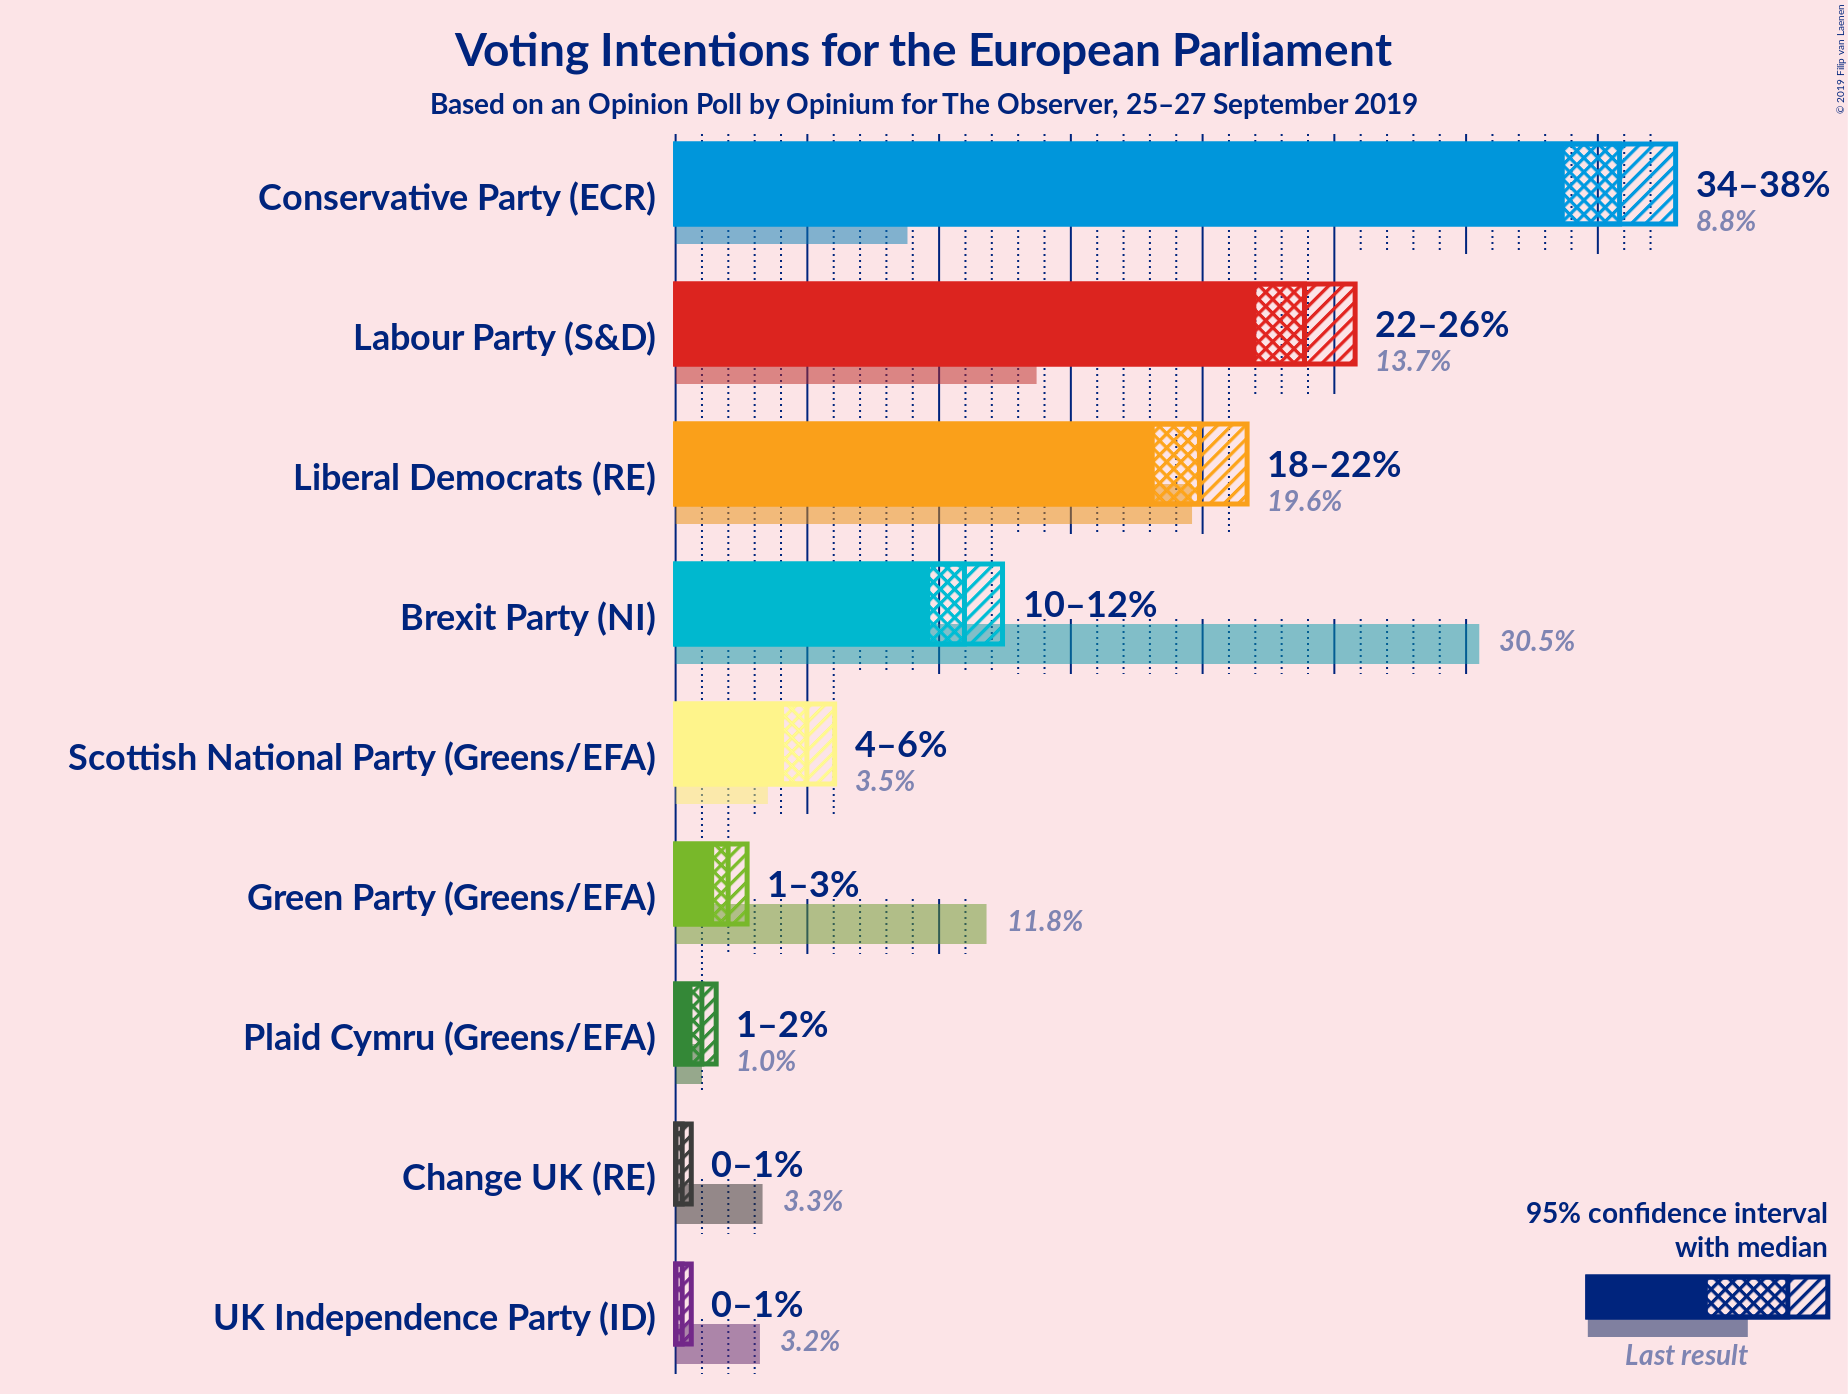 Voting Intentions for the European Parliament
Based on an Opinion Poll by Opinium for The Observer, 25–27 September 2019
© 2019 Filip van Laenen
Conservative Party (ECR)
34–38%
8.8%
Labour Party (S&D)
22–26%
13.7%
Liberal Democrats (RE)
18–22%
19.6%
Brexit Party (NI)
10–12%
30.5%
Scottish National Party (Greens/EFA)
4–6%
3.5%
Green Party (Greens/EFA)
1–3%
11.8%
Plaid Cymru (Greens/EFA)
1–2%
1.0%
Change UK (RE)
0–1%
3.3%
UK Independence Party (ID)
0–1%
3.2%
95% confidence interval
with median
Last result